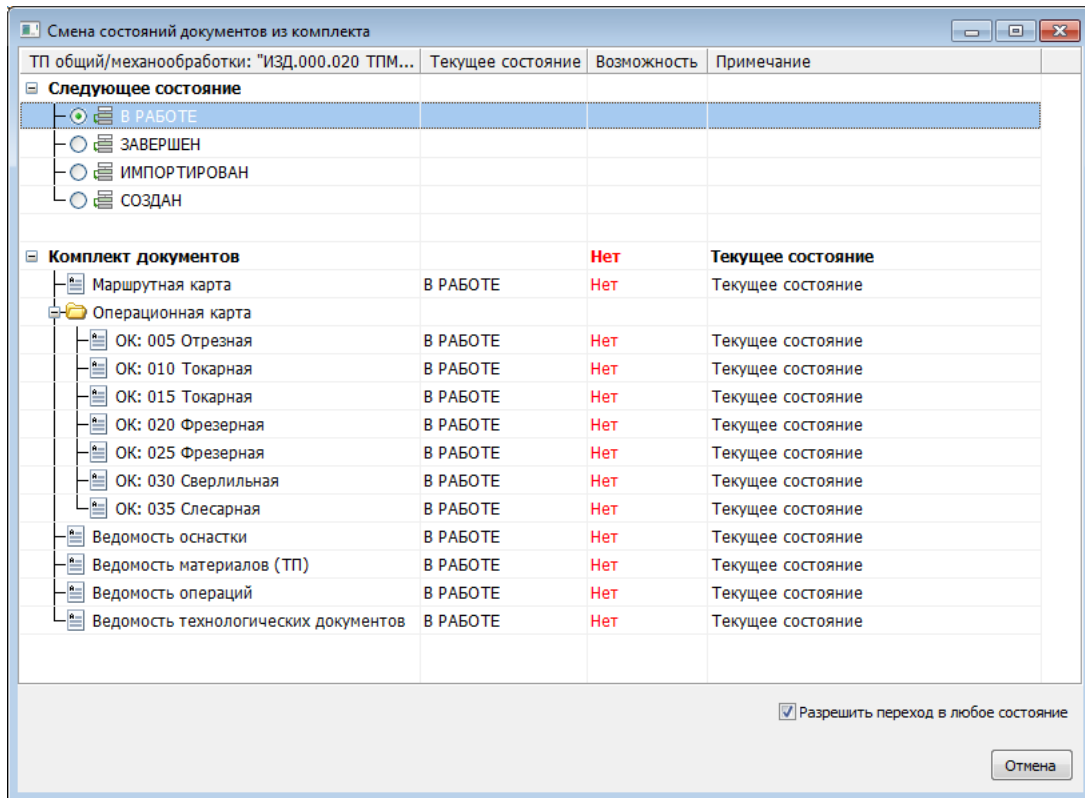 Смена состояний документов из комплекта
ТП общий/механообработки: "ИЗД.000.020 ТПМ... Текущее состояние Возможность Примечание
Следующее состояние
В РАБОТЕ
ЗАВЕРШЕН
ИМПОРТИРОВАН
СОЗДАН
Комплект документов Нет Текущее состояние
Маршрутная карта В РАБОТЕ Нет Текущее состояние
Операционная карта
ОК: 005 Отрезная В РАБОТЕ Нет Текущее состояние
ОК: 010 Токарная В РАБОТЕ Нет Текущее состояние
ОК: 015 Токарная В РАБОТЕ Нет Текущее состояние
ОК: 020 Фрезерная В РАБОТЕ Нет Текущее состояние
ОК: 025 Фрезерная В РАБОТЕ Нет Текущее состояние
ОК: 030 Сверлильная В РАБОТЕ Нет Текущее состояние
ОК: 035 Слесарная В РАБОТЕ Нет Текущее состояние
Ведомость оснастки В РАБОТЕ Нет Текущее состояние
Ведомость материалов (ТП) В РАБОТЕ Нет Текущее состояние
Ведомость операций В РАБОТЕ Нет Текущее состояние
Ведомость технологических документов В РАБОТЕ Нет Текущее состояние
Разрешить переход в любое состояние
Отмена